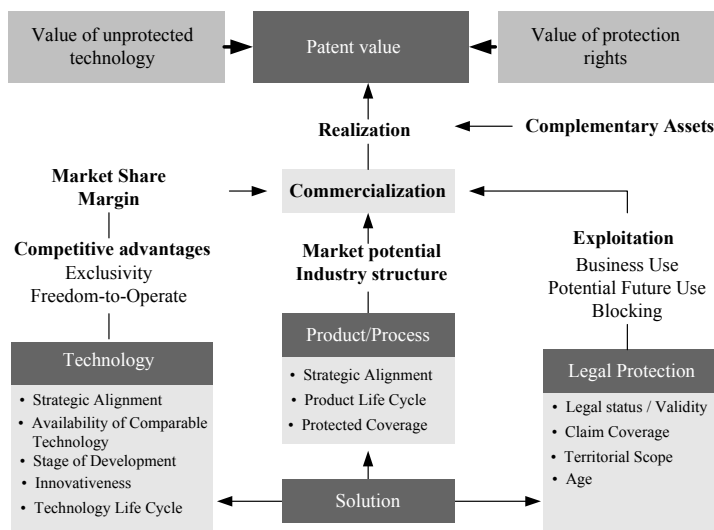 Value of unprotected
technology
Patent value
Value of protection
rights
Realization
Complementary Assets
Market Share
Margin
Commercialization
Competitive advantages
Exclusivity
Freedom-to-Operate
Market potential
Industry structure
Exploitation
Business Use
Potential Future Use
Blocking
Technology
• Strategic Alignment
• Availability of Comparable
Technology
• Stage of Development
• Innovativeness
• Technology Life Cycle
Product/Process
• Strategic Alignment
• Product Life Cycle
• Protected Coverage
Legal Protection
• Legal status / Validity
• Claim Coverage
• Territorial Scope
• Age
Solution